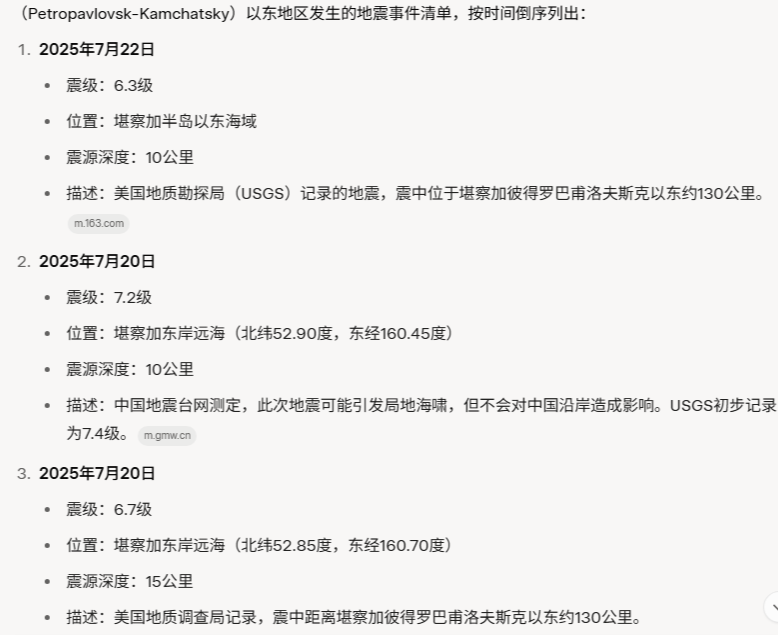 （Petropavlovsk-Kamchatsky）以东地区发生的地震事件清单，按时间倒序列出：
1. 2025年7月22日
• 震级：6.3级
• 位置：堪察加半岛以东海域
• 震源深度：10公里
• 描述：美国地质勘探局（USGS）记录的地震，震中位于堪察加彼得罗巴甫洛夫斯克以东约130公里。
m.163.com
2. 2025年7月20日
• 震级：7.2级
• 位置：堪察加东岸远海（北纬52.90度，东经160.45度）
• 震源深度：10公里
• 描述：中国地震台网测定，此次地震可能引发局地海啸，但不会对中国沿岸造成影响。USGS初步记录
为7.4级。 m.gmw.cn
3. 2025年7月20日
• 震级：6.7级
• 位置：堪察加东岸远海（北纬52.85度，东经160.70度）
• 震源深度：15公里
• 描述：美国地质调查局记录，震中距离堪察加彼得罗巴甫洛夫斯克以东约130公里。